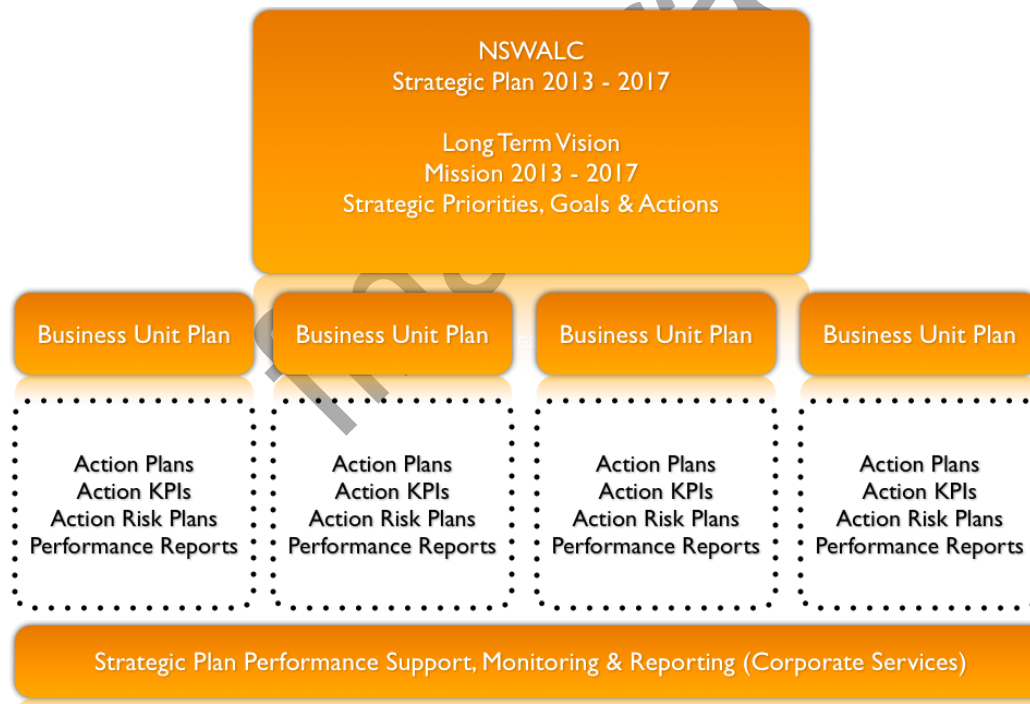 NSWALC
Strategic Plan 2013 - 2017
Long Term Vision
Mission 2013 - 2017
Strategic Priorities, Goals & Actions
Business Unit Plan
Business Unit Plan
Business Unit Plan
Business Unit Plan
Action Plans
Action KPIs
Action Risk Plans
Performance Reports
Action Plans
Action KPIs
Action Risk Plans
Performance Reports
Action Plans
Action KPIs
Action Risk Plans
Performance Reports
Action Plans
Action KPIs
Action Risk Plans
Performance Reports
Strategic Plan Performance Support, Monitoring & Reporting (Corporate Services)